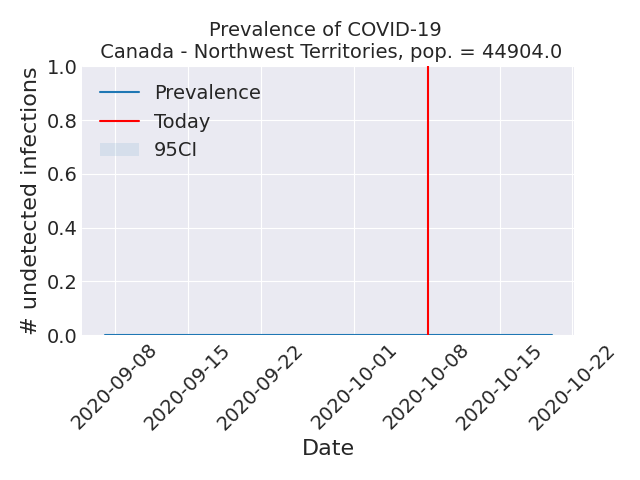 Prevalence of COVID-19
Canada - Northwest Territories, pop. = 44904.0
# undetected infections
1.0
0.8
0.6
0.4
0.2
0.0
Prevalence
Today
95CI
2020-09-08
2020-09-15
2020-09-22
2020-10-01
2020-10-08
2020-10-15
2020-10-22
Date